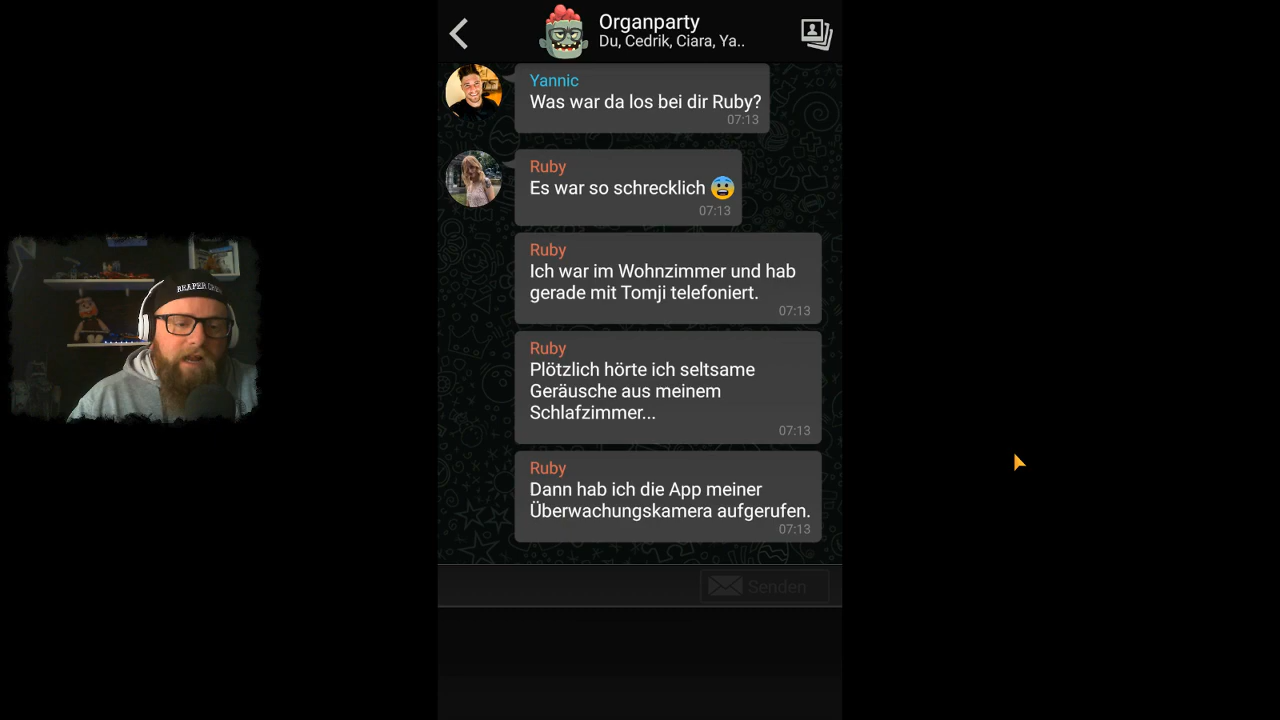 Organparty
Du, Cedrik, Ciara, Ya..
Yannic
Was war da los bei dir Ruby?
07:13
Ruby
Es war so schrecklich 😨
07:13
Ruby
Ich war im Wohnzimmer und hab
gerade mit Tomji telefoniert.
07:13
Ruby
Plötzlich hörte ich seltsame
Geräusche aus meinem
Schlafzimmer...
07:13
Ruby
Dann hab ich die App meiner
Überwachungskamera aufgerufen.
07:13
Senden
REAPER